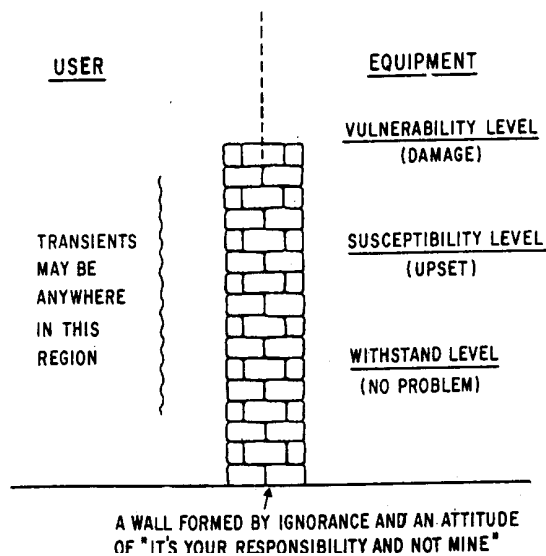 USER
EQUIPMENT
VULNERABILITY LEVEL
(DAMAGE)
TRANSIENTS
MAY BE
ANYWHERE
IN THIS
REGION
SUSCEPTIBILITY LEVEL
(UPSET)
WITHSTAND LEVEL
(NO PROBLEM)
A WALL FORMED BY IGNORANCE AND AN ATTITUDE
OF "IT'S YOUR RESPONSIBILITY AND NOT MINE"